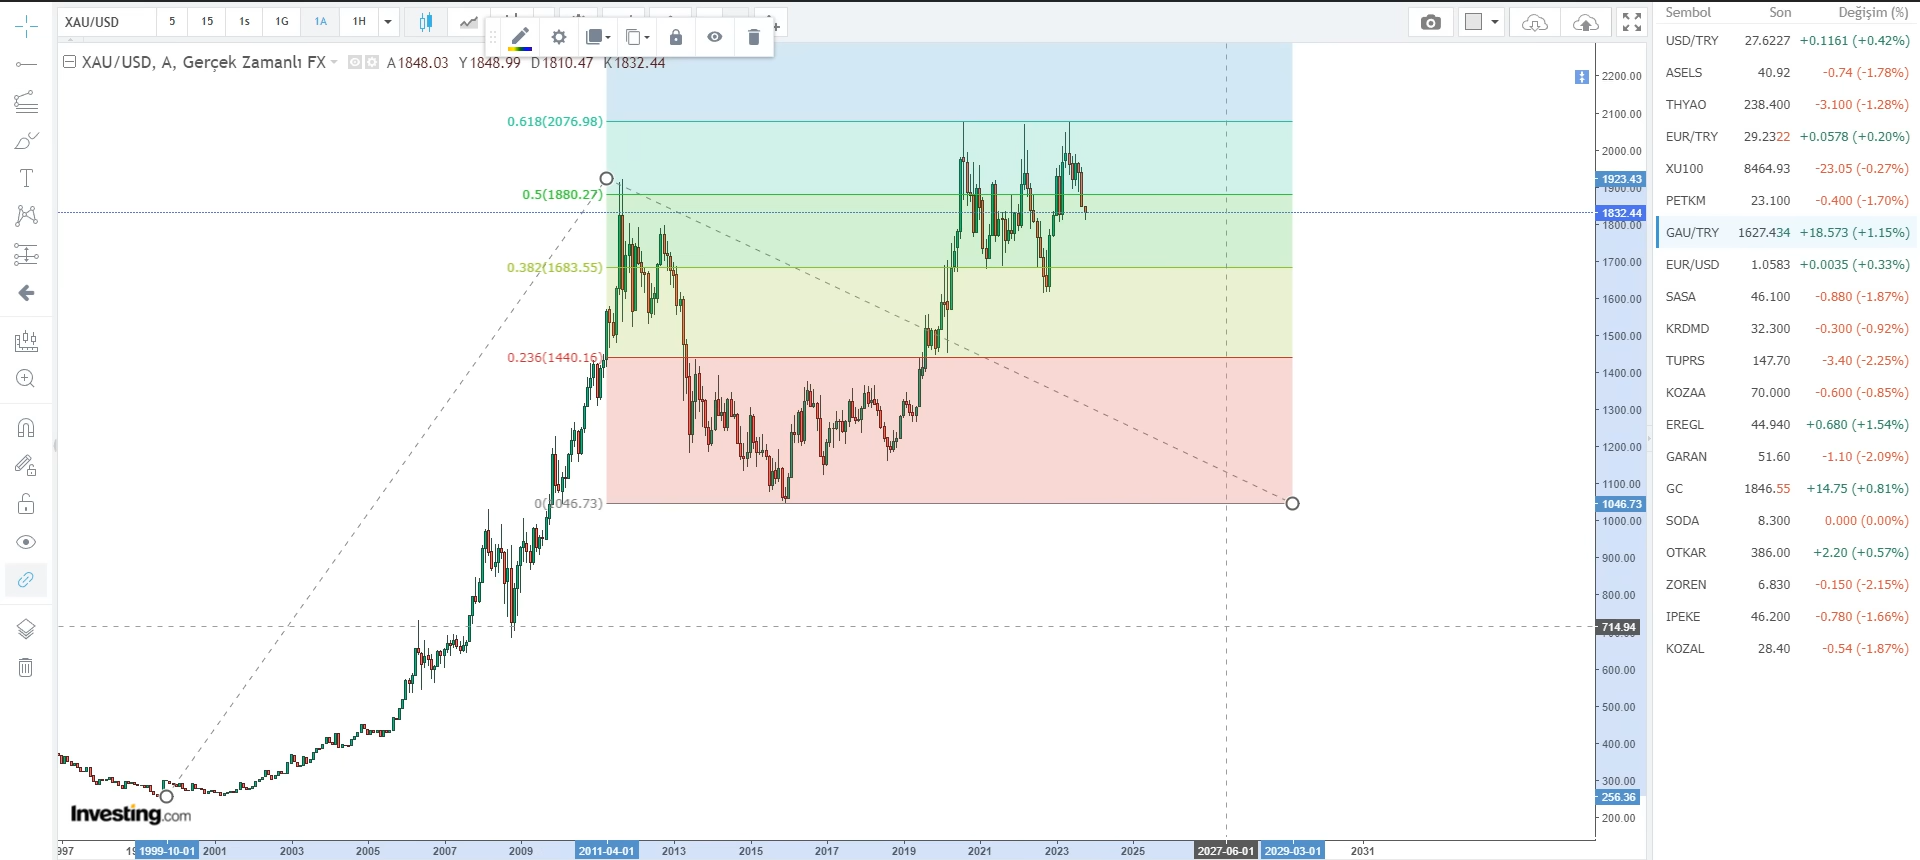 XAU/USD 5 15 1s 1G 1A 1H
XAU/USD, A, Gerçek Zamanlı FX A1848.03 Y1848.99 D1810.47 K1832.44
0.618(2076.98)
0.5(1880.27)
0.382(1683.55)
0.236(1440.16)
0(1046.73)
2200.00
2100.00
2000.00
1923.43
1900.00
1832.44
1800.00
1700.00
1600.00
1500.00
1400.00
1300.00
1200.00
1100.00
1046.73
1000.00
900.00
800.00
714.94
600.00
500.00
400.00
300.00
256.36
200.00
Investing.com
1999-10-01 2001 2003 2005 2007 2009 2011-04-01 2013 2015 2017 2019 2021 2023 2025 2027-06-01 2029-03-01 2031
Sembol Son Değişim (%)
USD/TRY 27.6227 +0.1161 (+0.42%)
ASELS 40.92 -0.74 (-1.78%)
THYAO 238.400 -3.100 (-1.28%)
EUR/TRY 29.2322 +0.0578 (+0.20%)
XU100 8464.93 -23.05 (-0.27%)
PETKM 23.100 -0.400 (-1.70%)
GAU/TRY 1627.434 +18.573 (+1.15%)
EUR/USD 1.0583 +0.0035 (+0.33%)
SASA 46.100 -0.880 (-1.87%)
KRDMD 32.300 -0.300 (-0.92%)
TUPRS 147.70 -3.40 (-2.25%)
KOZAA 70.000 -0.600 (-0.85%)
EREGL 44.940 +0.680 (+1.54%)
GARAN 51.60 -1.10 (-2.09%)
GC 1846.55 +14.75 (+0.81%)
SODA 8.300 0.000 (0.00%)
OTKAR 386.00 +2.20 (+0.57%)
ZOREN 6.830 -0.150 (-2.15%)
IPEKE 46.200 -0.780 (-1.66%)
KOZAL 28.40 -0.54 (-1.87%)